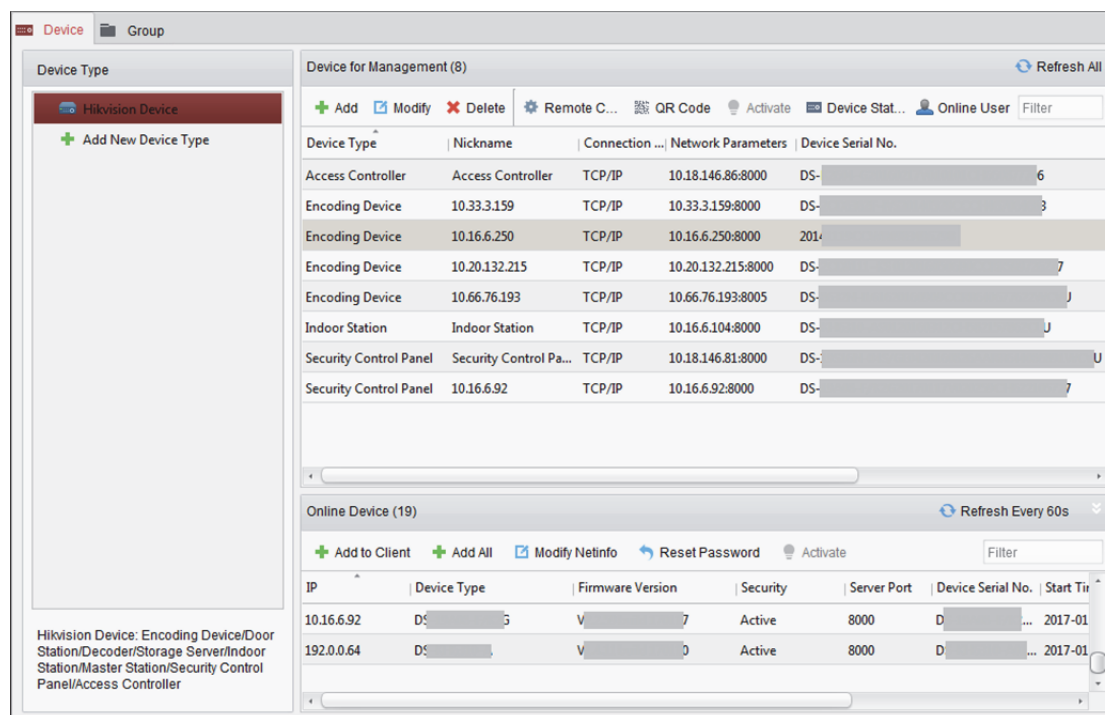 Device Group
Device Type
Hikvision Device
Add New Device Type
Hikvision Device: Encoding Device/Door
Station/Decoder/Storage Server/Indoor
Station/Master Station/Security Control
Panel/Access Controller
Device for Management (8) Refresh All
Add Modify Delete Remote C... QR Code Activate Device Stat... Online User Filter
Device Type Nickname Connection ... Network Parameters Device Serial No.
Access Controller Access Controller TCP/IP 10.18.146.86:8000 DS- 6
Encoding Device 10.33.3.159 TCP/IP 10.33.3.159:8000 DS- 3
Encoding Device 10.16.6.250 TCP/IP 10.16.6.250:8000 2014
Encoding Device 10.20.132.215 TCP/IP 10.20.132.215:8000 DS- 7
Encoding Device 10.66.76.193 TCP/IP 10.66.76.193:8005 DS- U
Indoor Station Indoor Station TCP/IP 10.16.6.104:8000 DS- U
Security Control Panel Security Control Pa... TCP/IP 10.18.146.81:8000 DS- U
Security Control Panel 10.16.6.92 TCP/IP 10.16.6.92:8000 DS- 7
Online Device (19) Refresh Every 60s
Add to Client Add All Modify Netinfo Reset Password Activate Filter
IP Device Type Firmware Version Security Server Port Device Serial No. Start Tir
10.16.6.92 DS G V 7 Active 8000 D ... 2017-01
192.0.0.64 DS V 0 Active 8000 D ... 2017-01